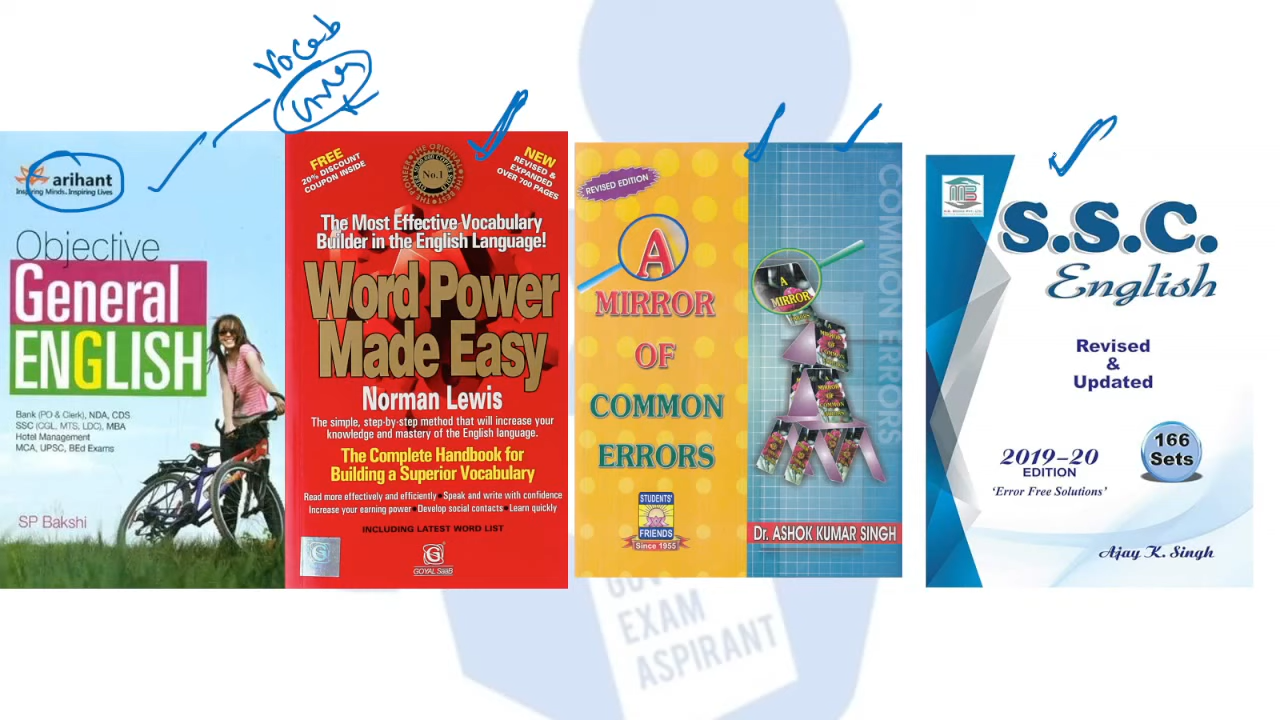 Vocab
arihant
Inspiring Minds..Inspiring Lives
Objective
General
ENGLISH
Bank (PO & Clerk), NDA, CDS
SSC (CGL, MTS, LDC), MBA
Hotel Management
MCA, UPSC, BEd Exams
SP Bakshi
FREE
20% DISCOUNT
COUPON INSIDE
No.1
NEW
REVISED &
EXPANDED
OVER 700 PAGES
The Most Effective Vocabulary
Builder in the English Language!
Word Power
Made Easy
Norman Lewis
The simple, step-by-step method that will increase your
knowledge and mastery of the English language.
The Complete Handbook for
Building a Superior Vocabulary
Read more effectively and efficiently • Speak and write with confidence
Increase your earning power • Develop social contacts • Learn quickly
INCLUDING LATEST WORD LIST
G
GOYAL SaaB
REVISED EDITION
A
MIRROR
OF
COMMON
ERRORS
STUDENTS'
FRIENDS
Since 1955
COMMON ERRORS
A
MIRROR
Dr. ASHOK KUMAR SINGH
S.S.C.
English
Revised
&
Updated
2019-20
EDITION
166
Sets
'Error Free Solutions'
Ajay K. Singh
EXAM
ASPIRANT